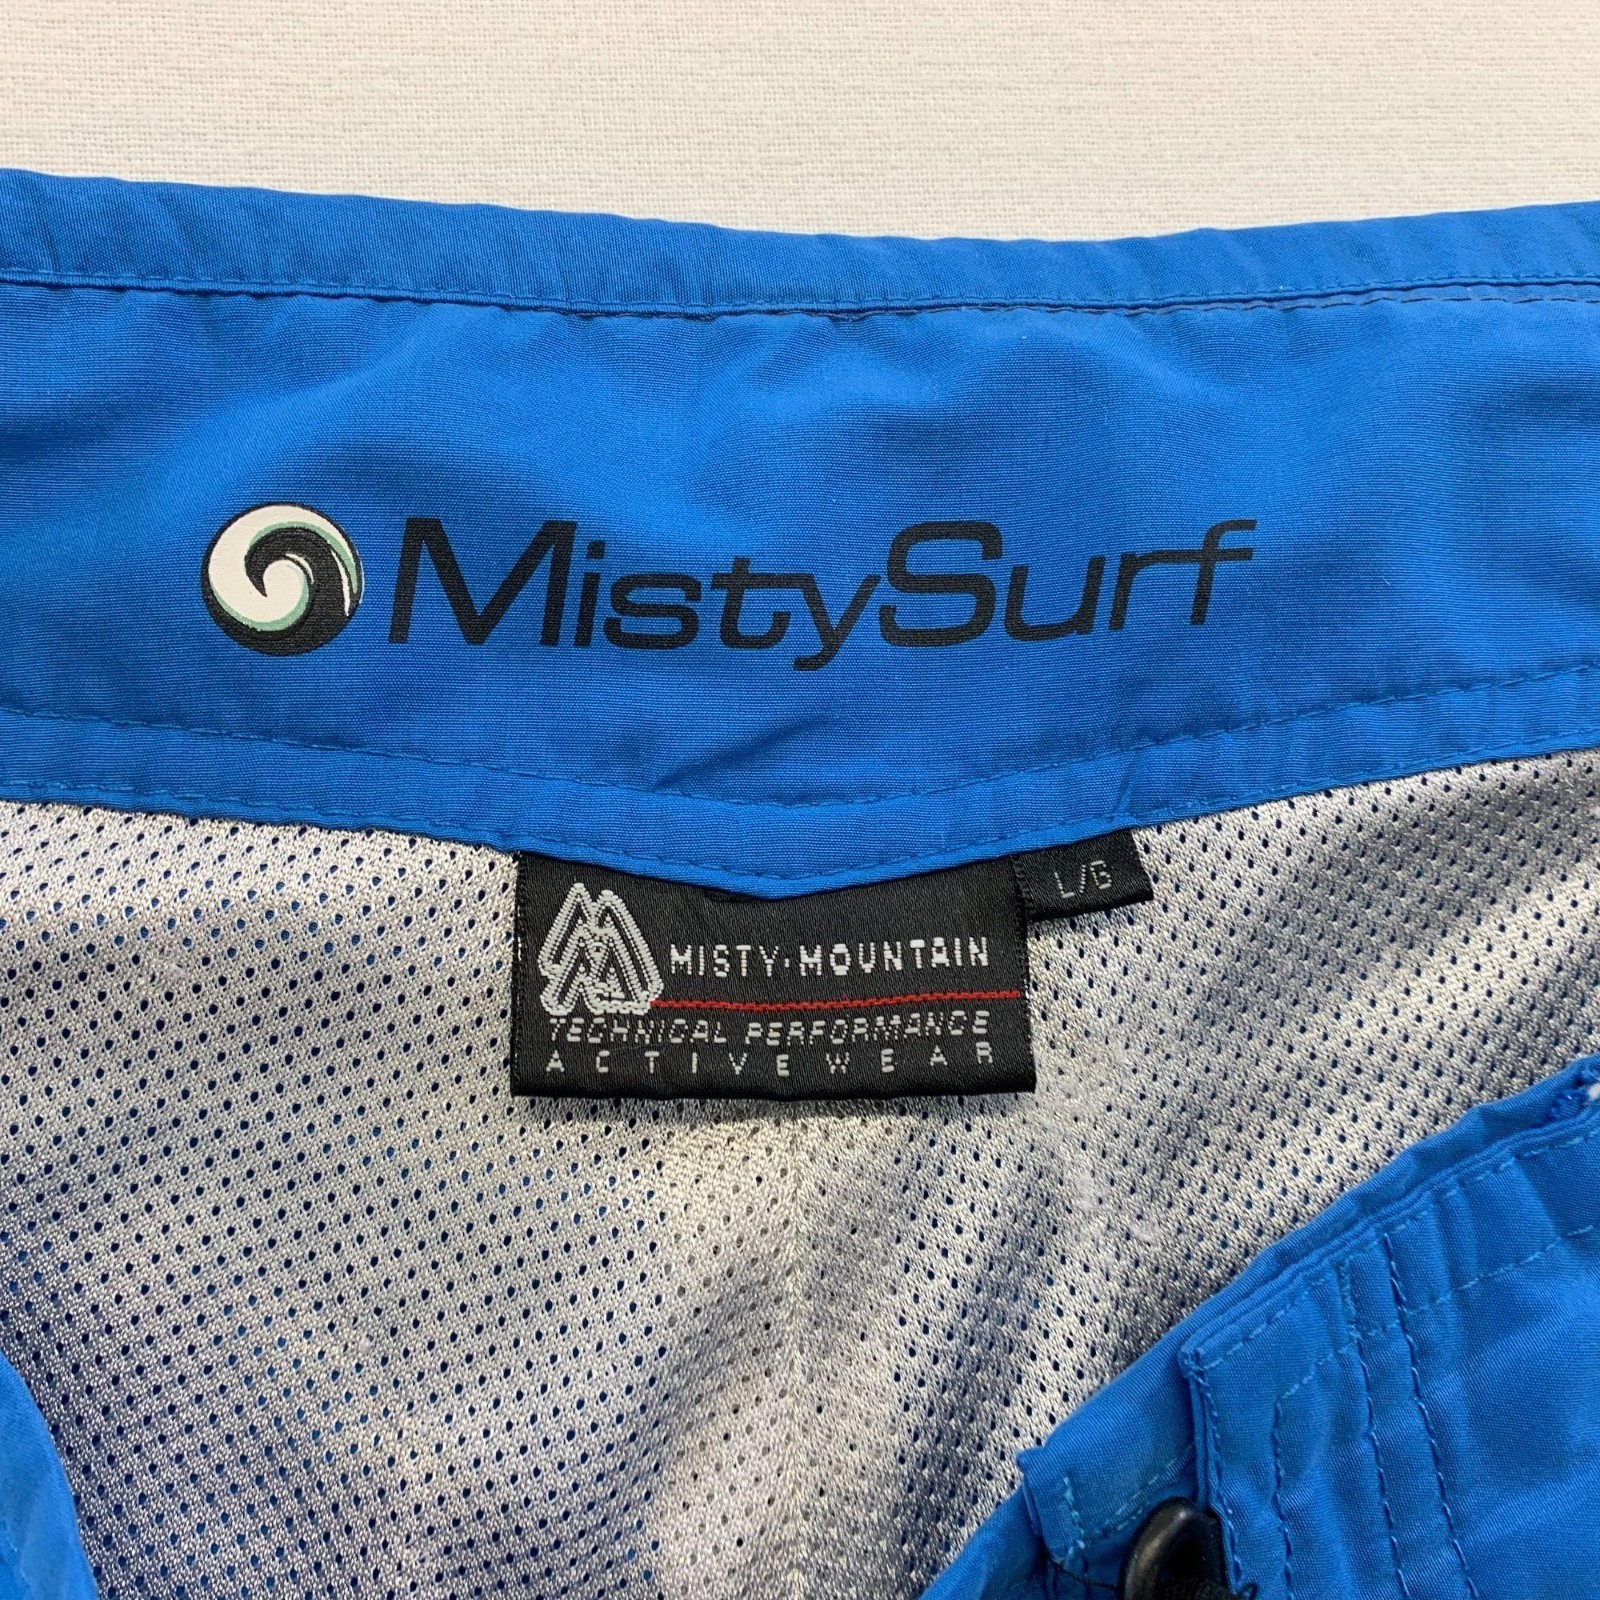 MistySurf
L/G
MISTY·MOUNTAIN
TECHNICAL PERFORMANCE
ACTIVEWEAR